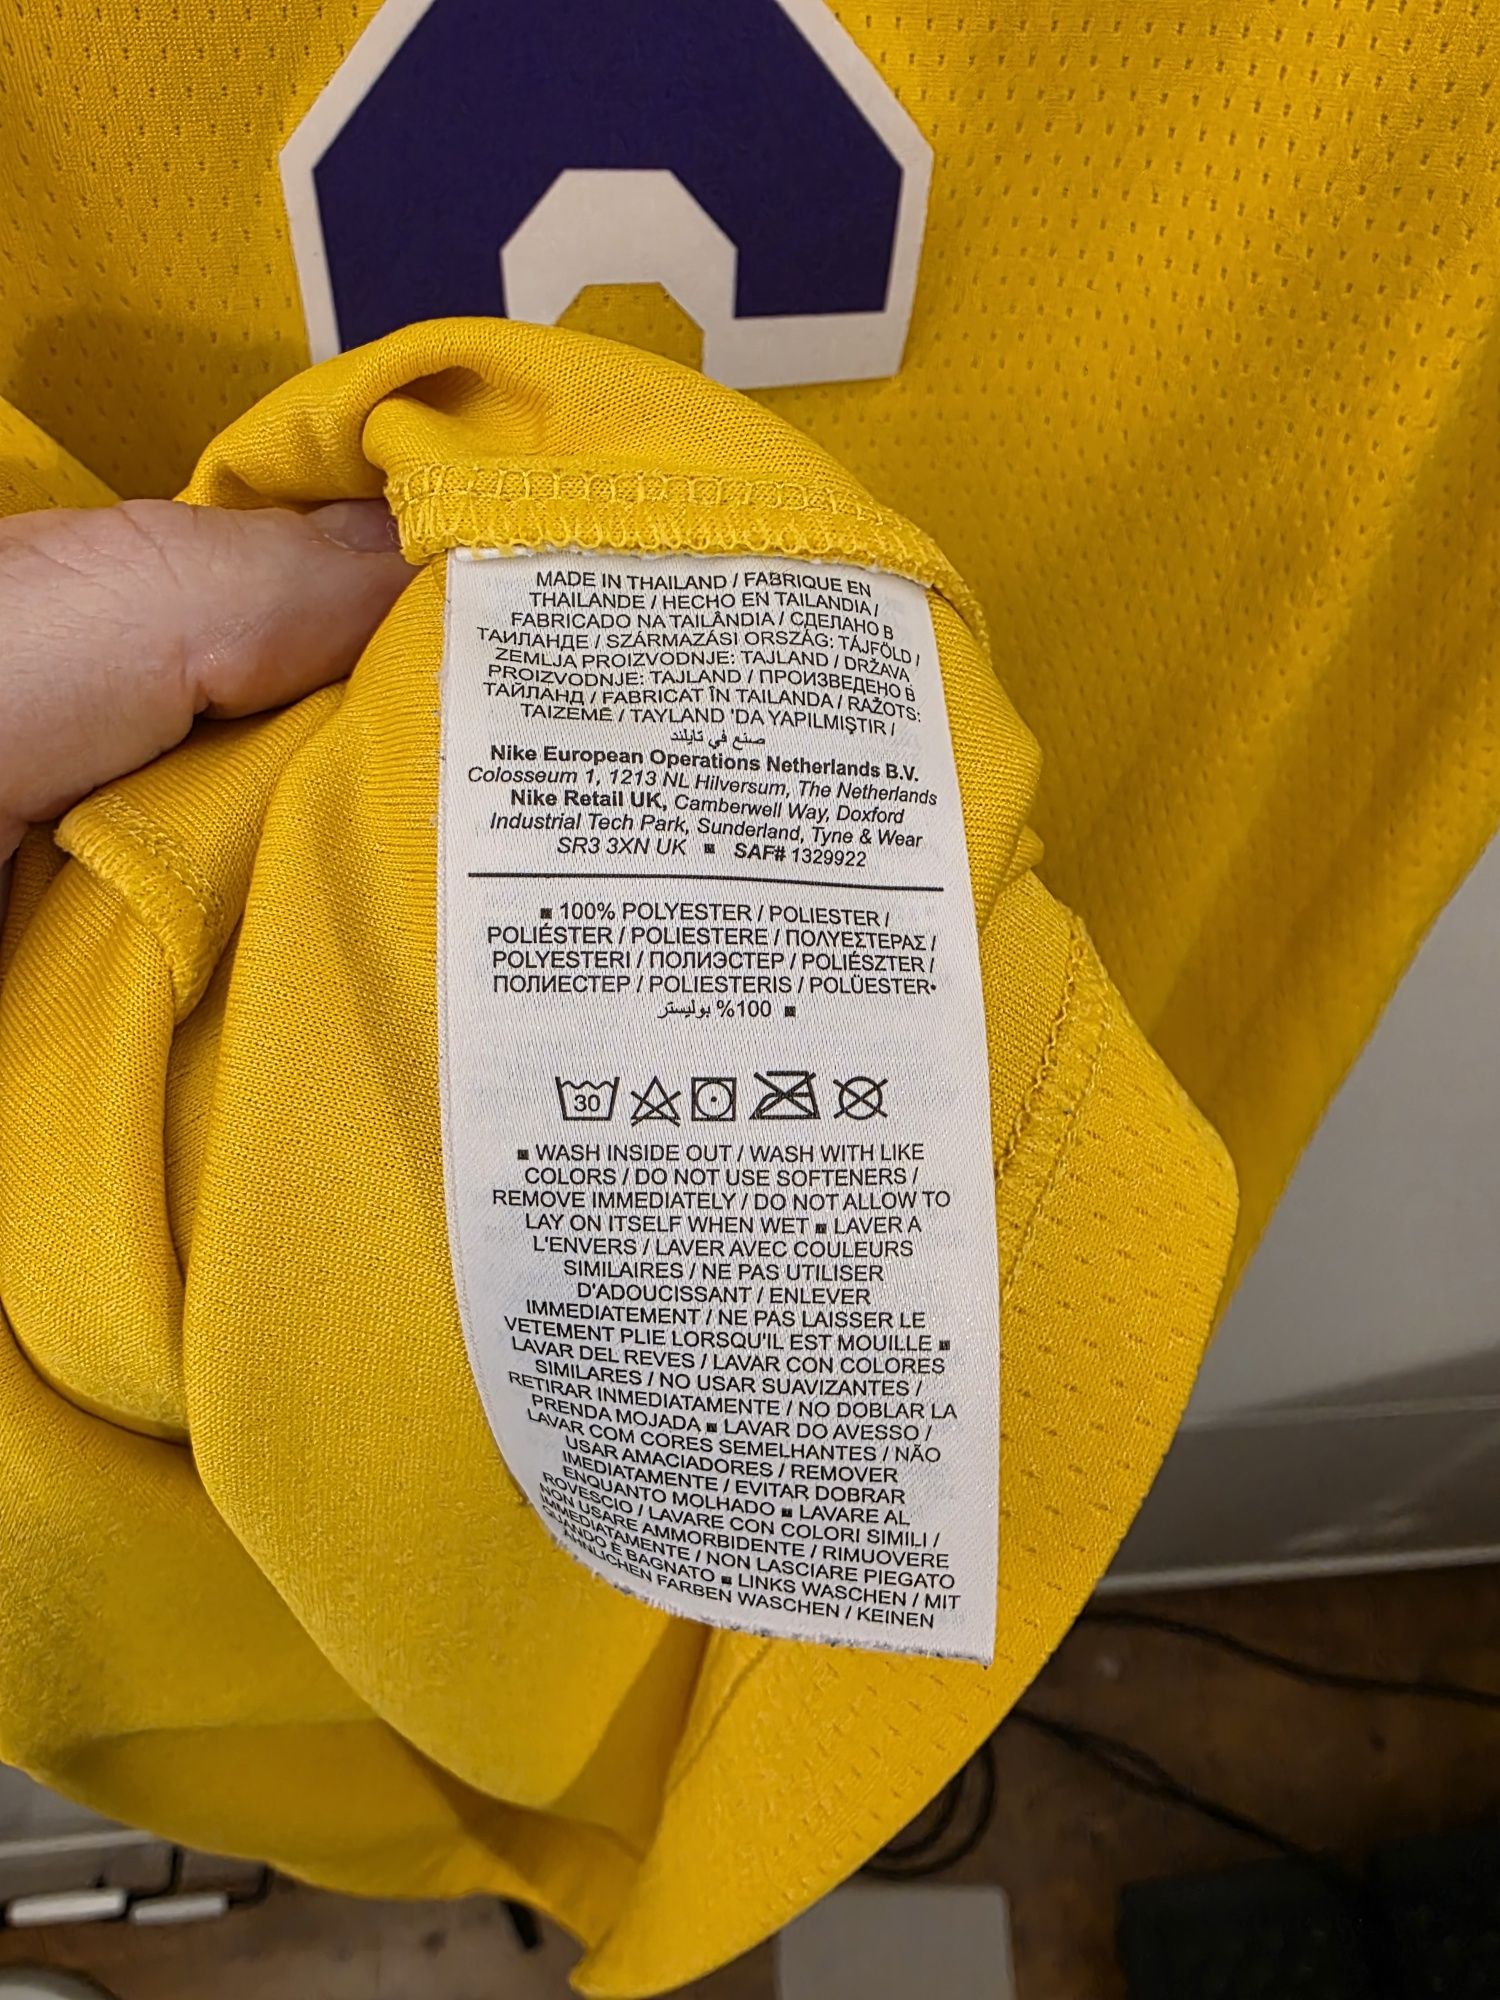 MADE IN THAILAND / FABRIQUE EN
THAILANDE / HECHO EN TAILANDIA /
FABRICADO NA TAILÂNDIA / СДЕЛАНО В
ТАИЛАНДЕ / SZÁRMAZÁSI ORSZÁG: TÁJFÖLD /
ZEMLJA PROIZVODNJE: TAJLAND / DRŽAVA
PROIZVODNJE: TAJLAND / ПРОИЗВЕДЕНО В
ТАЙЛАНД / FABRICAT ÎN TAILANDA / RAŽOTS:
TAIZEMĒ / TAYLAND 'DA YAPILMIŞTIR /
صنع في تايلند
Nike European Operations Netherlands B.V.
Colosseum 1, 1213 NL Hilversum, The Netherlands
Nike Retail UK, Camberwell Way, Doxford
Industrial Tech Park, Sunderland, Tyne & Wear
SR3 3XN UK ▪ SAF# 1329922
▪ 100% POLYESTER / POLIESTER /
POLIÉSTER / POLIESTERE / ΠΟΛΥΕΣΤΕΡΑΣ /
POLYESTERI / ПОЛИЭСТЕР / POLIÉSZTER /
ПОЛИЕСТЕР / POLIESTERIS / POLÜESTER•
100% بوليستر ▪
30
▪ WASH INSIDE OUT / WASH WITH LIKE
COLORS / DO NOT USE SOFTENERS /
REMOVE IMMEDIATELY / DO NOT ALLOW TO
LAY ON ITSELF WHEN WET ▪ LAVER A
L'ENVERS / LAVER AVEC COULEURS
SIMILAIRES / NE PAS UTILISER
D'ADOUCISSANT / ENLEVER
IMMEDIATEMENT / NE PAS LAISSER LE
VETEMENT PLIE LORSQU'IL EST MOUILLE ▪
LAVAR DEL REVES / LAVAR CON COLORES
SIMILARES / NO USAR SUAVIZANTES /
RETIRAR INMEDIATAMENTE / NO DOBLAR LA
PRENDA MOJADA ▪ LAVAR DO AVESSO /
LAVAR COM CORES SEMELHANTES / NÃO
USAR AMACIADORES / REMOVER
IMEDIATAMENTE / EVITAR DOBRAR
ENQUANTO MOLHADO ▪ LAVARE AL
ROVESCIO / LAVARE CON COLORI SIMILI /
NON USARE AMMORBIDENTE / RIMUOVERE
IMMEDIATAMENTE / NON LASCIARE PIEGATO
QUANDO È BAGNATO ▪ LINKS WASCHEN / MIT
ÄHNLICHEN FARBEN WASCHEN / KEINEN